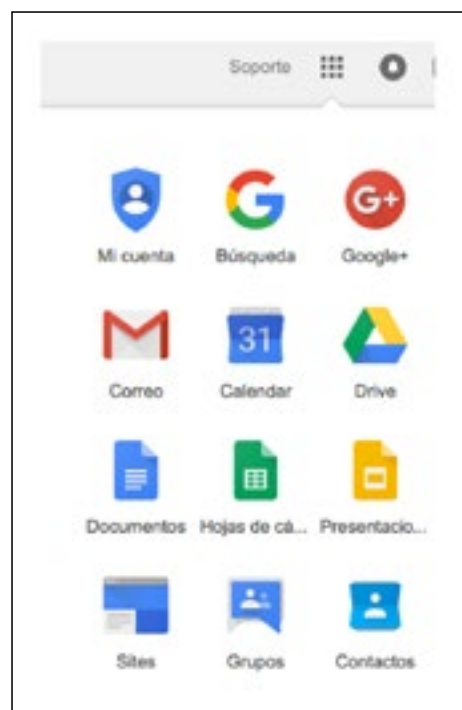 Soporte
G G+
Mi cuenta Búsqueda Google+
31
Correo Calendar Drive
Documentos Hojas de cá... Presentacio...
Sites Grupos Contactos